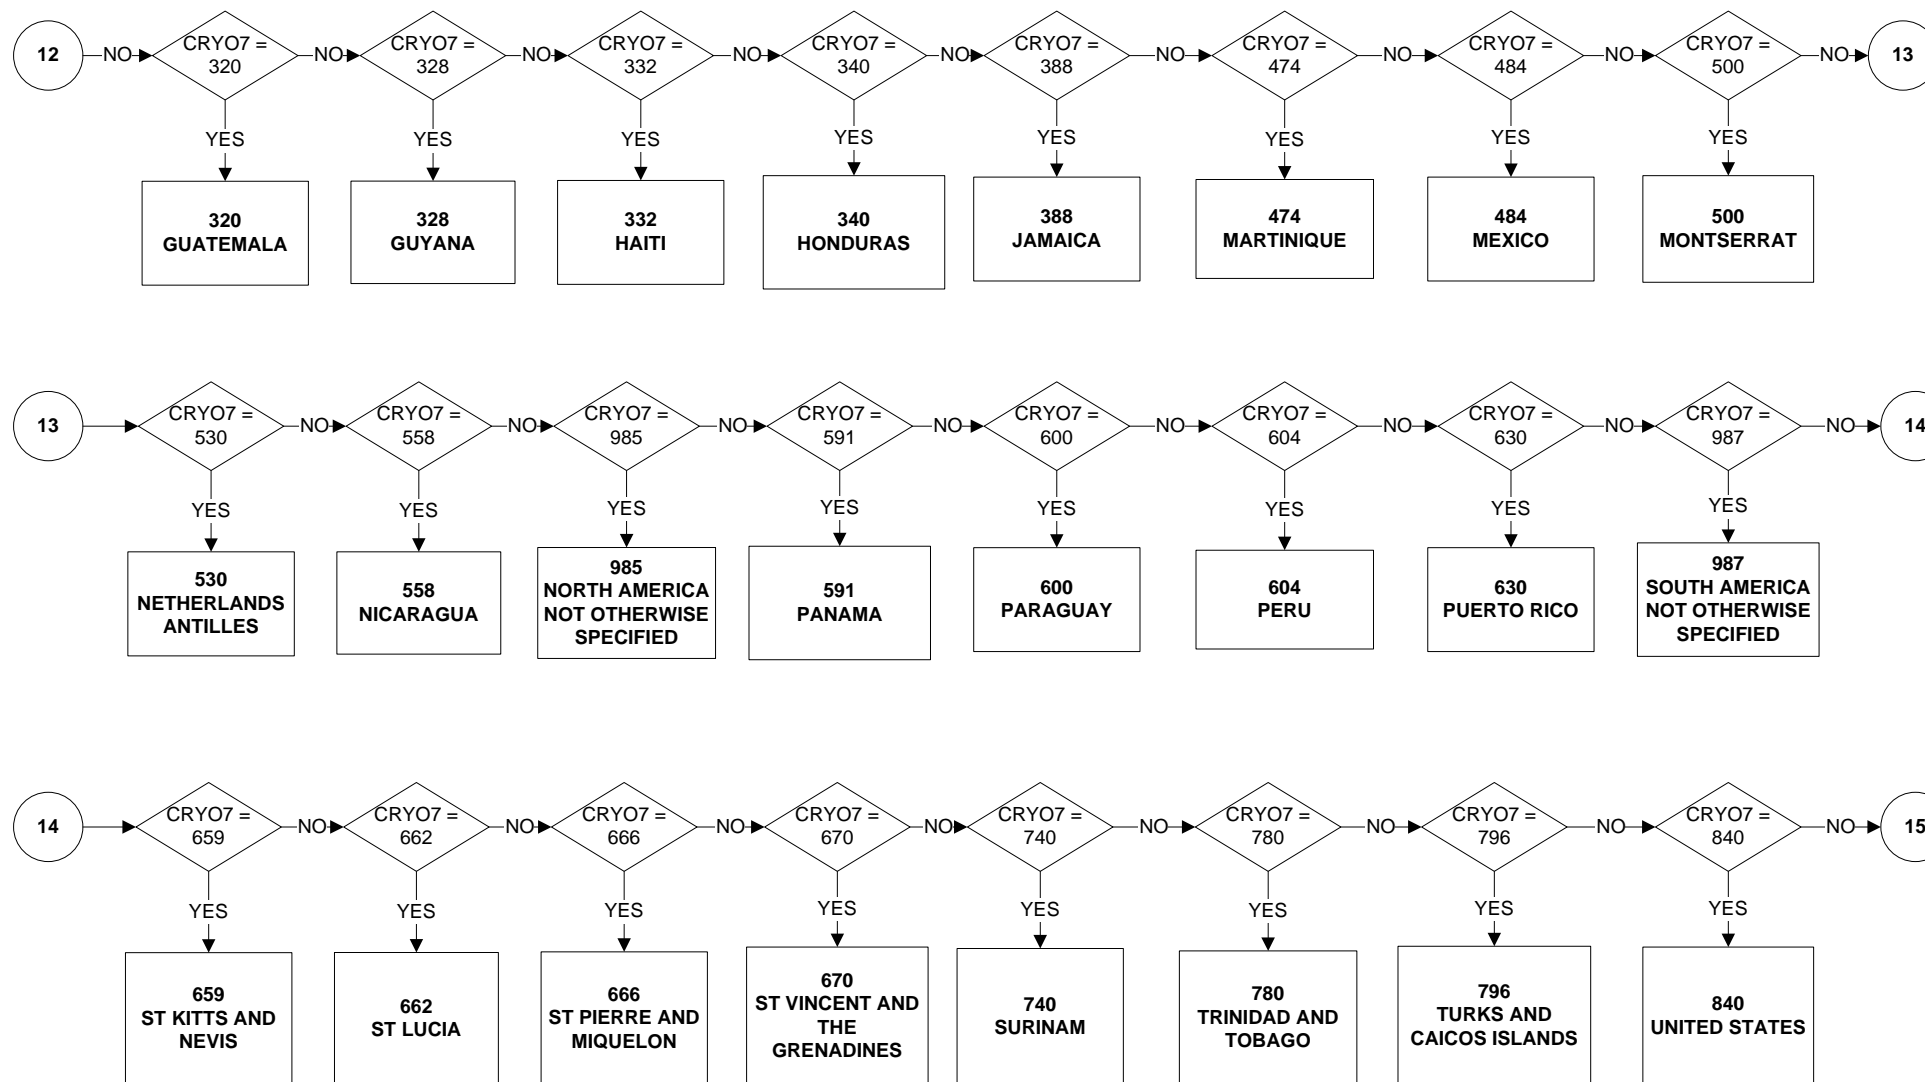 12 NO CRYO7 = NO CRYO7 = NO CRYO7 = NO CRYO7 = NO CRYO7 = NO CRYO7 = NO CRYO7 = NO CRYO7 = NO 13
320 328 332 340 388 474 484 500
YES YES YES YES YES YES YES YES
320 328 332 340 388 474 484 500
GUATEMALA GUYANA HAITI HONDURAS JAMAICA MARTINIQUE MEXICO MONTSERRAT
13 CRYO7 = NO CRYO7 = NO CRYO7 = NO CRYO7 = NO CRYO7 = NO CRYO7 = NO CRYO7 = NO CRYO7 = NO 14
530 558 985 591 600 604 630 987
YES YES YES YES YES YES YES YES
530
NETHERLANDS
ANTILLES
558
NICARAGUA
985
NORTH AMERICA
NOT OTHERWISE
SPECIFIED
591
PANAMA
600
PARAGUAY
604
PERU
630
PUERTO RICO
987
SOUTH AMERICA
NOT OTHERWISE
SPECIFIED
14 CRYO7 = NO CRYO7 = NO CRYO7 = NO CRYO7 = NO CRYO7 = NO CRYO7 = NO CRYO7 = NO CRYO7 = NO 15
659 662 666 670 740 780 796 840
YES YES YES YES YES YES YES YES
659
ST KITTS AND
NEVIS
662
ST LUCIA
666
ST PIERRE AND
MIQUELON
670
ST VINCENT AND
THE
GRENADINES
740
SURINAM
780
TRINIDAD AND
TOBAGO
796
TURKS AND
CAICOS ISLANDS
840
UNITED STATES